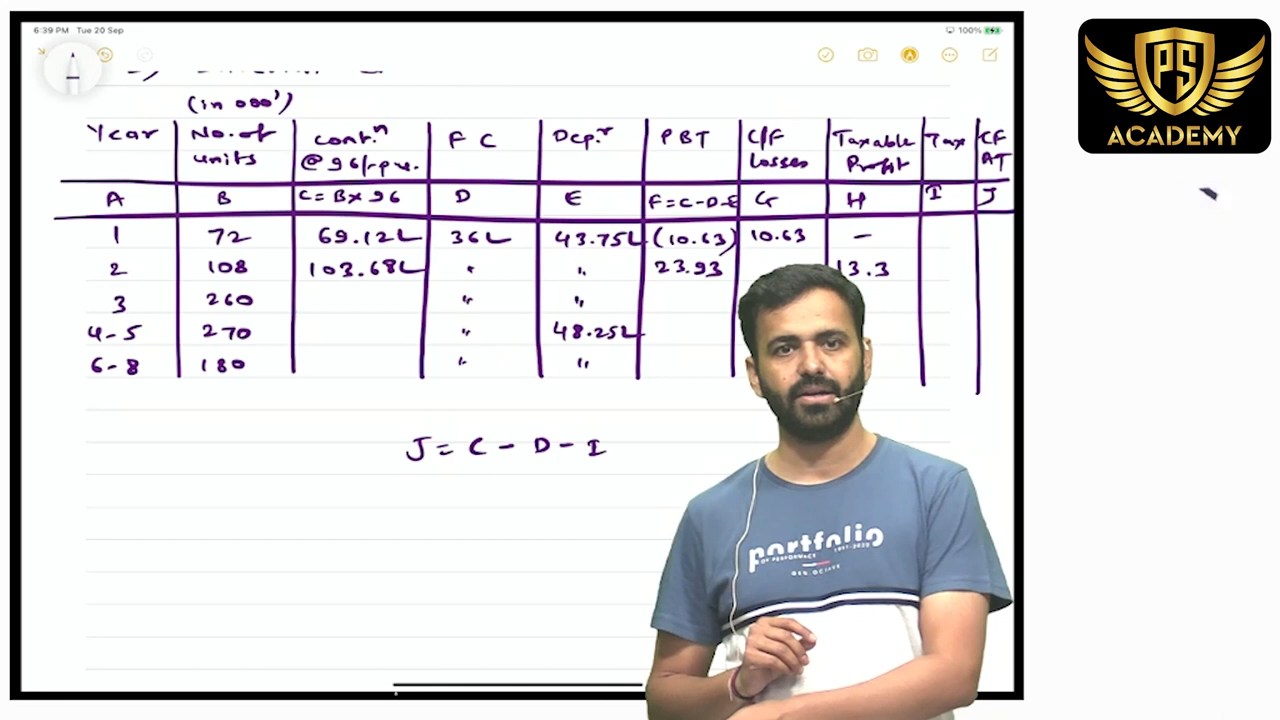 6:39 PM Tue 20 Sep
100%
(in 000')
Year No. of units contⁿ @ 96/- p.u. F C Depⁿ PBT C/F Losses Taxable Profit Tax CF AT
A B C = B x 96 D E F = C-D-E G H I J
1 72 69.12L 36L 43.75L (10.63) 10.63 —
2 108 103.68L " " 23.93 13.3
3 260 " "
4-5 270 " 48.25L
6-8 180 " "
J = C - D - I
PS
ACADEMY
portfolio
OF PERFORMANCE